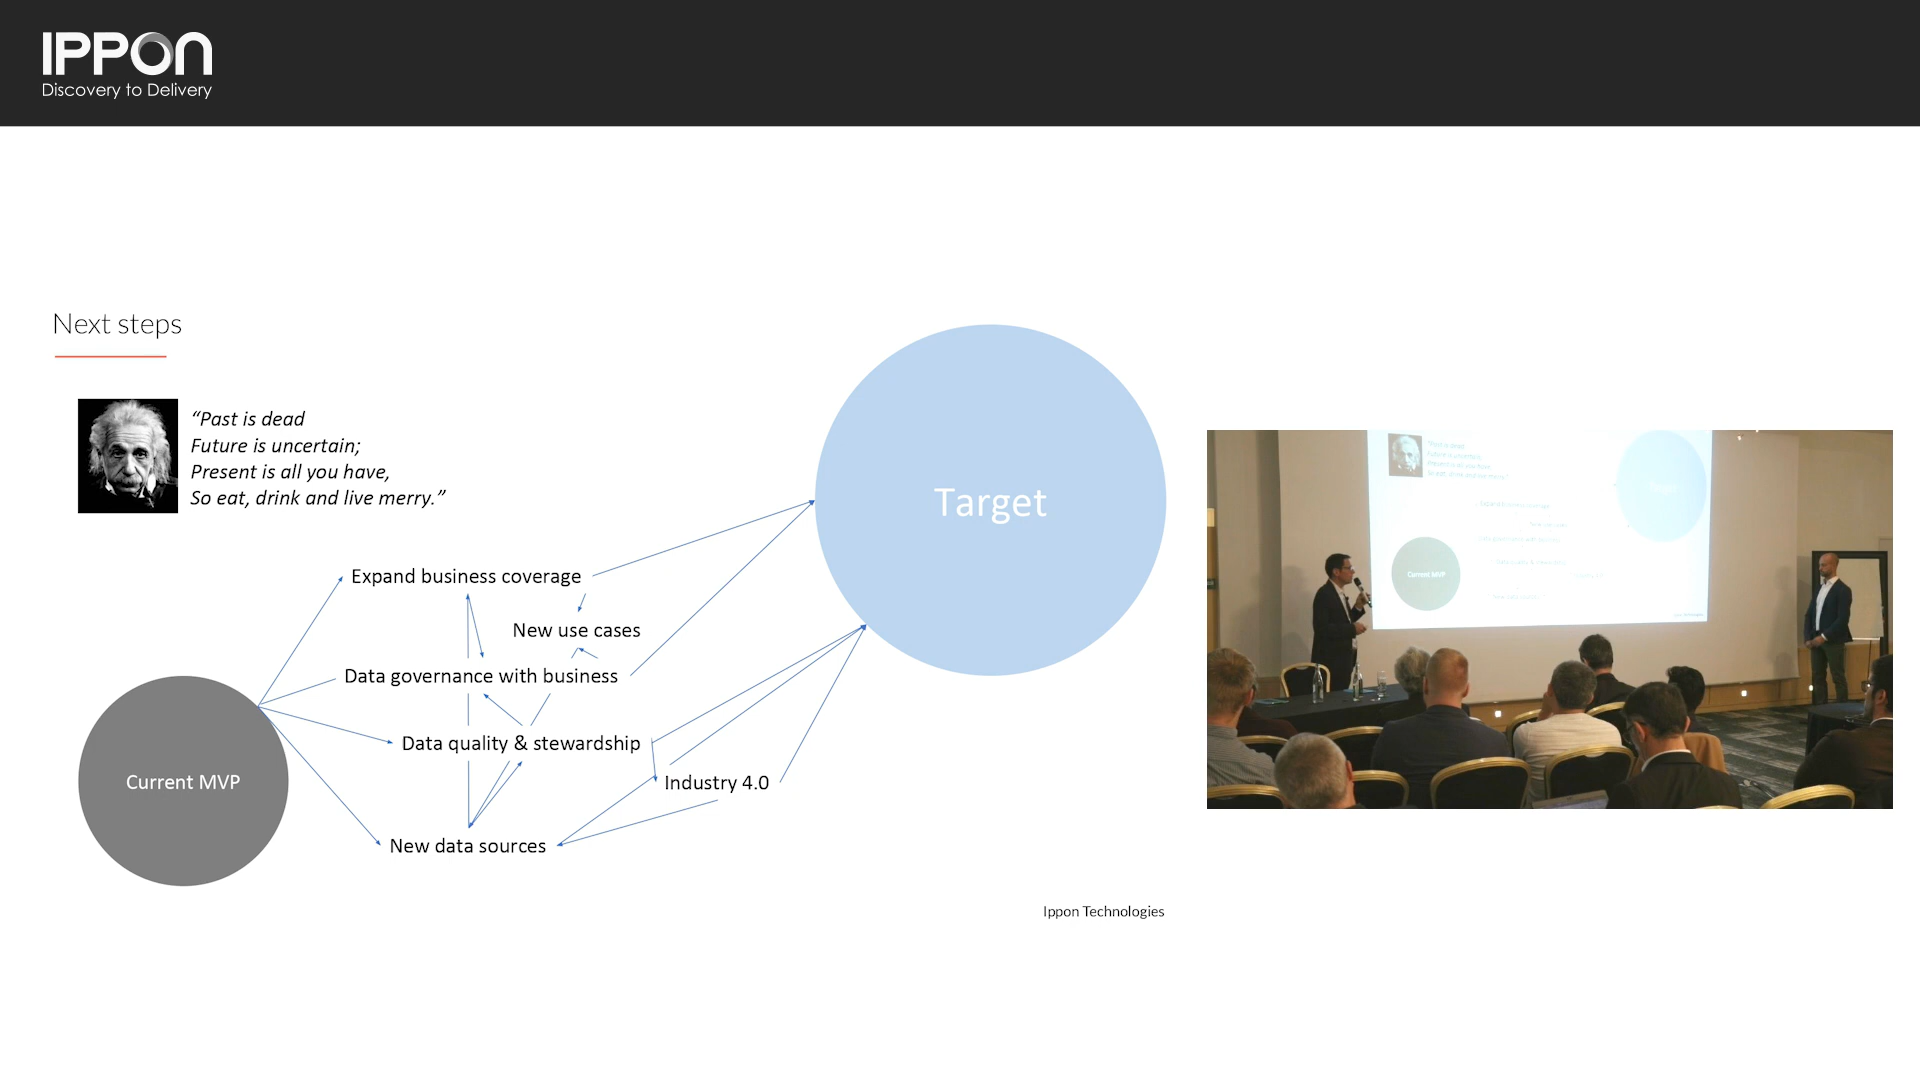 IPPON
Discovery to Delivery
Next steps
“Past is dead
Future is uncertain;
Present is all you have,
So eat, drink and live merry.”
Target
Expand business coverage
New use cases
Data governance with business
Data quality & stewardship
Current MVP
Industry 4.0
New data sources
Ippon Technologies
Current MVP